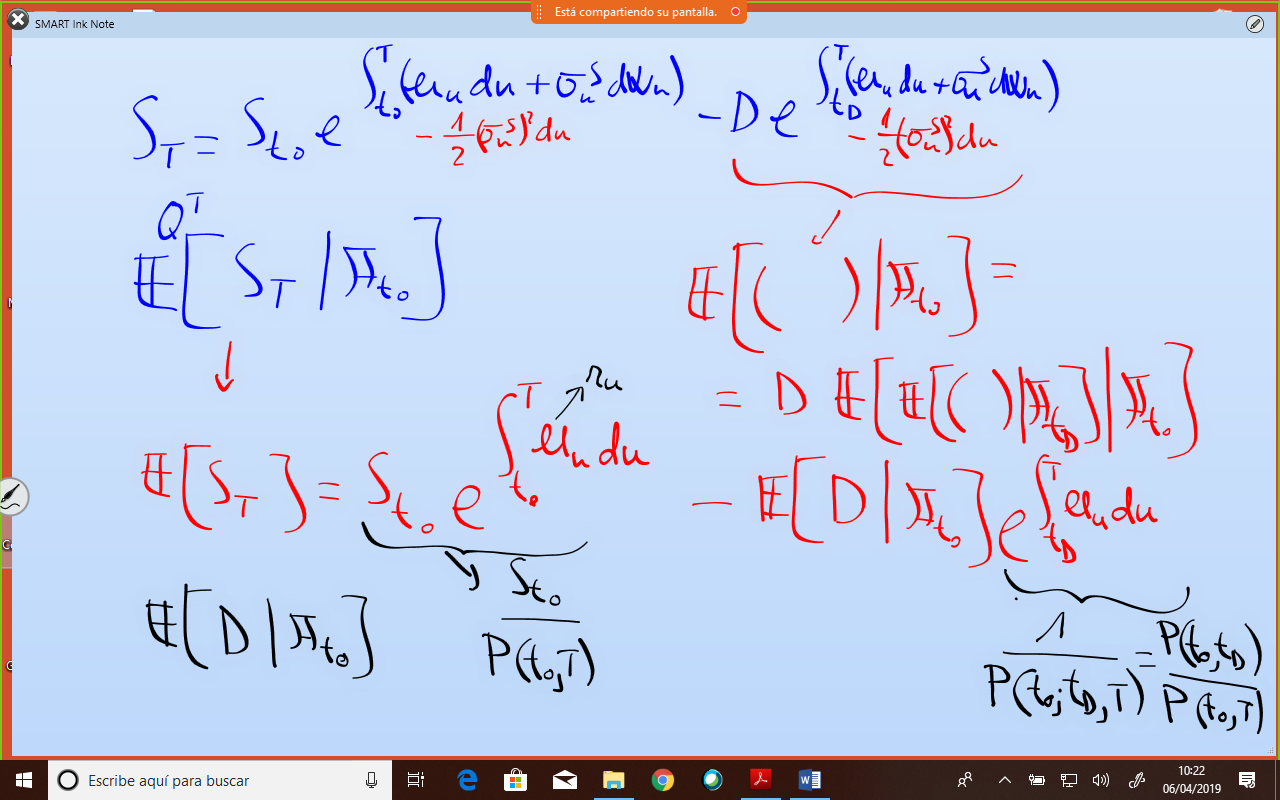 Está compartiendo su pantalla.
SMART Ink Note
S_T = S_{t_0} e^{∫_{t_0}^T (μ_u du + σ_u^S dW_u) - 1/2 (σ_u^S)² du} - D e^{∫_{t_D}^T (μ_u du + σ_u^S dW_u) - 1/2 (σ_u^S)² du}
𝔼^{Q^T}[S_T | 𝔽_{t_0}]
𝔼[( ) | 𝔽_{t_0}] =
= D 𝔼[𝔼[( ) | 𝔽_{t_D}] | 𝔽_{t_0}]
r_u
𝔼[S_T] = S_{t_0} e^{∫_{t_0}^T μ_u du} - 𝔼[D | 𝔽_{t_0}] e^{∫_{t_D}^T μ_u du}
S_{t_0} / P(t_0,T)
1 / P(t_0; t_D, T) = P(t_0, t_D) / P(t_0, T)
𝔼[D | 𝔽_{t_0}]
Escribe aquí para buscar
10:22
06/04/2019